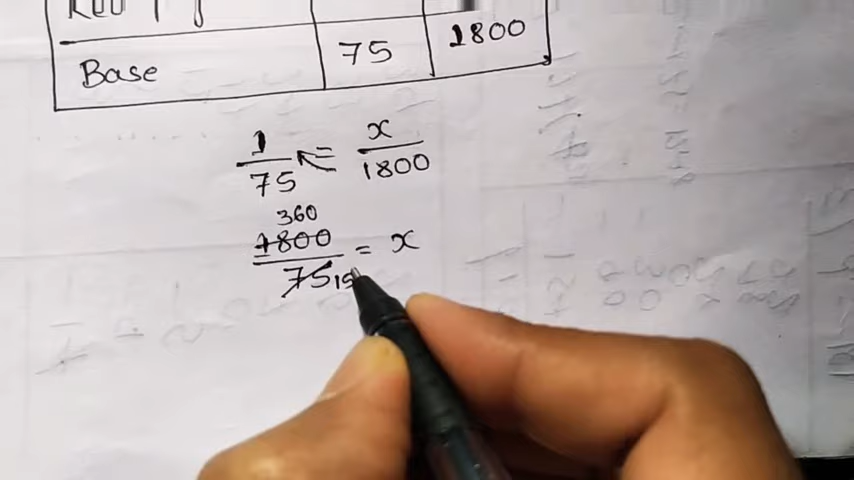 Base 75 1800
1 x
75 = 1800
360
1800 = x
75 15